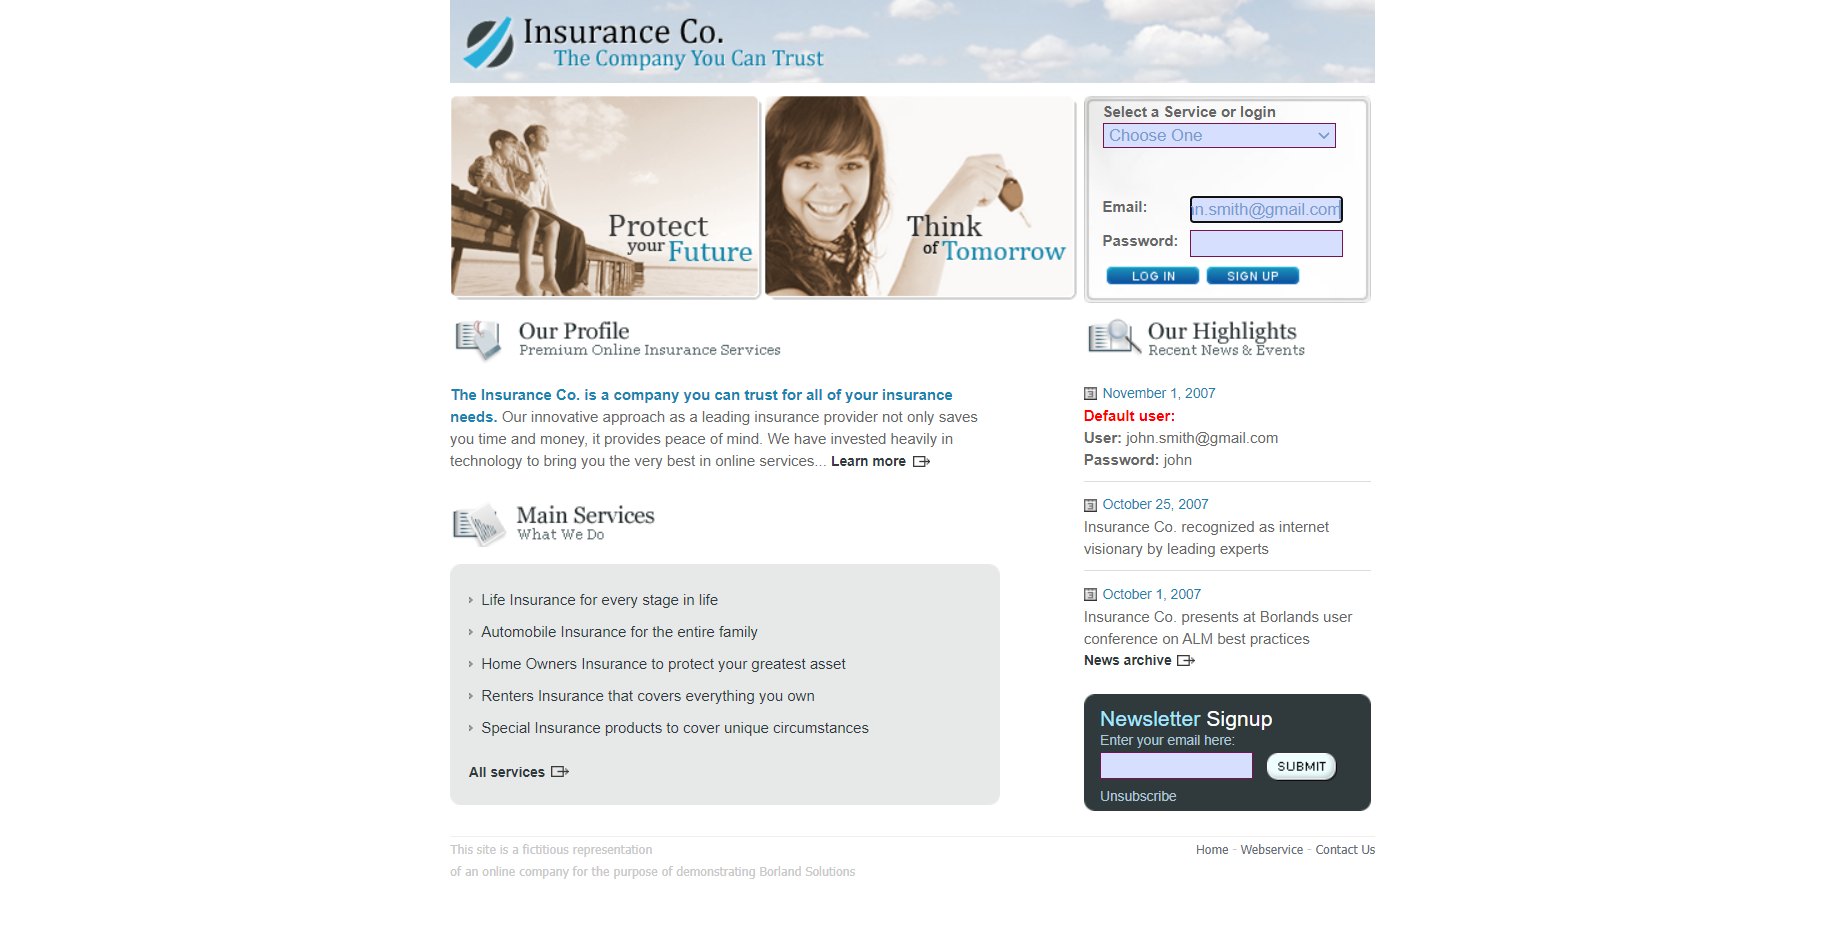 Insurance Co.
The Company You Can Trust
Protect
your Future
Think
of Tomorrow
Select a Service or login
Choose One
Email:
n.smith@gmail.com
Password:
LOG IN
SIGN UP
Our Profile
Premium Online Insurance Services
The Insurance Co. is a company you can trust for all of your insurance
needs. Our innovative approach as a leading insurance provider not only saves
you time and money, it provides peace of mind. We have invested heavily in
technology to bring you the very best in online services... Learn more
Main Services
What We Do
Life Insurance for every stage in life
Automobile Insurance for the entire family
Home Owners Insurance to protect your greatest asset
Renters Insurance that covers everything you own
Special Insurance products to cover unique circumstances
All services
Our Highlights
Recent News & Events
November 1, 2007
Default user:
User: john.smith@gmail.com
Password: john
October 25, 2007
Insurance Co. recognized as internet
visionary by leading experts
October 1, 2007
Insurance Co. presents at Borlands user
conference on ALM best practices
News archive
Newsletter Signup
Enter your email here:
SUBMIT
Unsubscribe
This site is a fictitious representation
of an online company for the purpose of demonstrating Borland Solutions
Home - Webservice - Contact Us